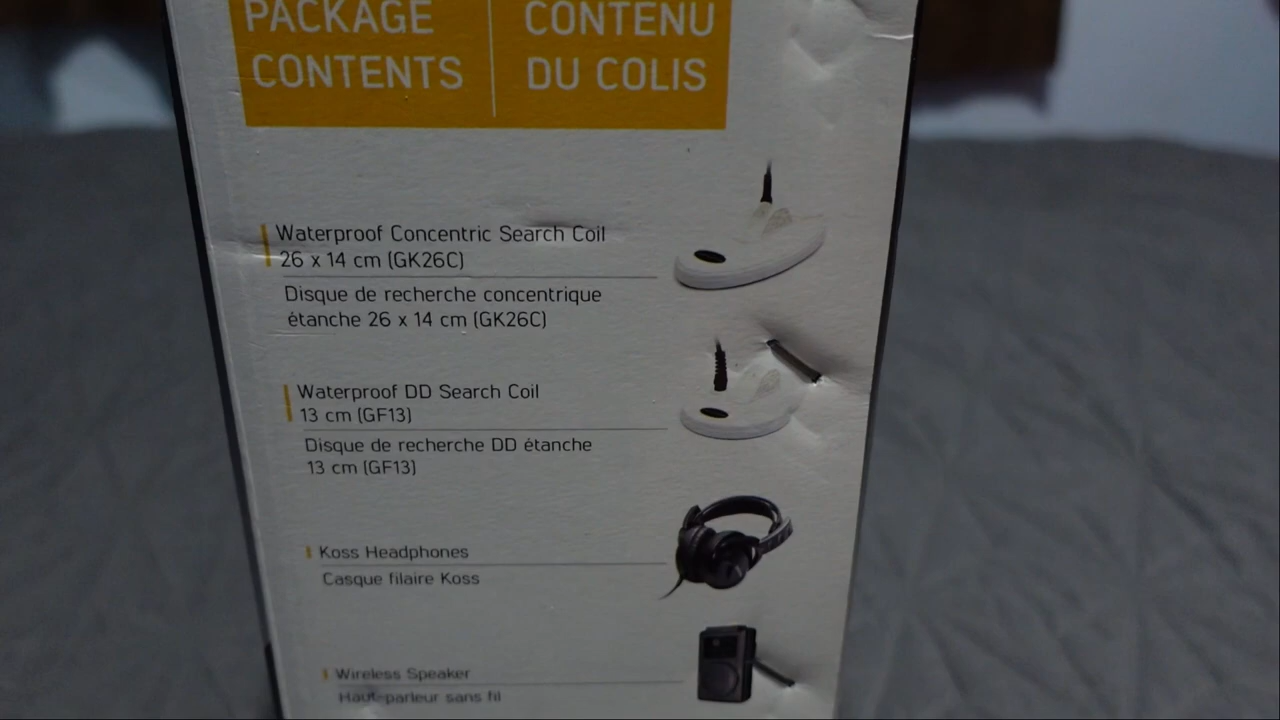 PACKAGE
CONTENTS
CONTENU
DU COLIS
Waterproof Concentric Search Coil
26 x 14 cm (GK26C)
Disque de recherche concentrique
étanche 26 x 14 cm (GK26C)
Waterproof DD Search Coil
13 cm (GF13)
Disque de recherche DD étanche
13 cm (GF13)
Koss Headphones
Casque filaire Koss
Wireless Speaker
Haut-parleur sans fil